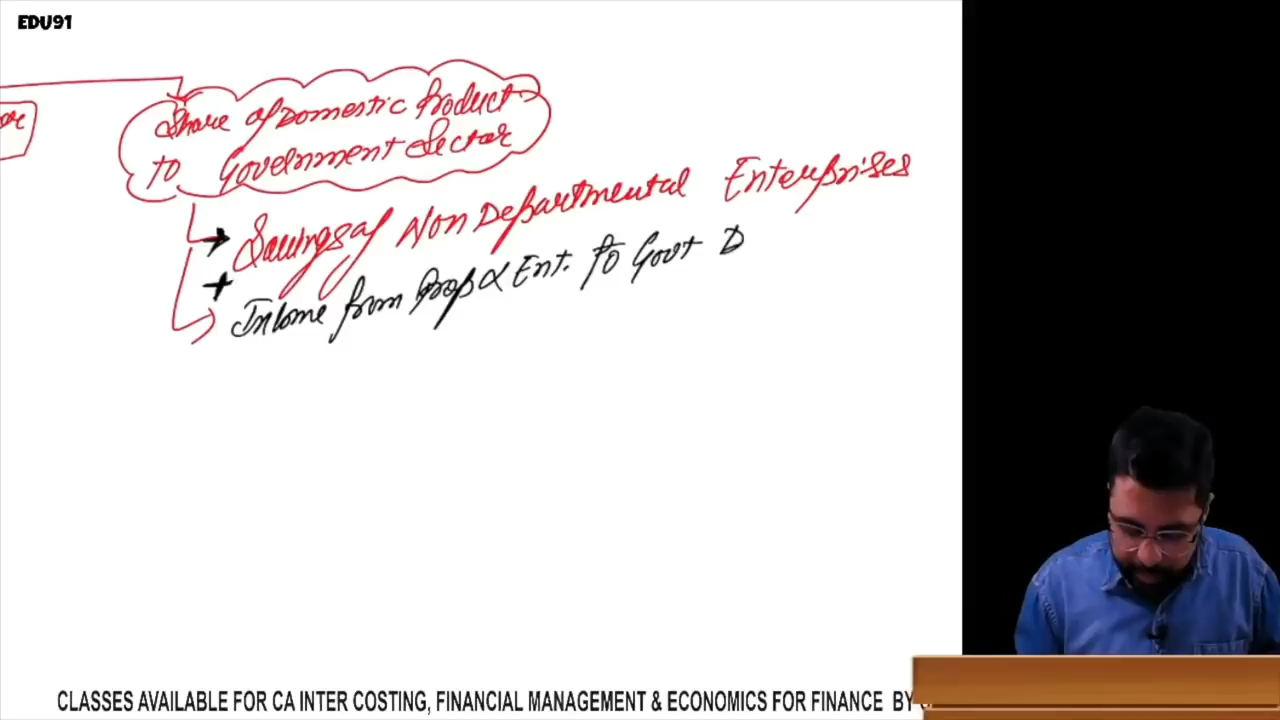 EDU91
Share of Domestic Product
to Government Sector
Savings of Non Departmental Enterprises
+
Income from Prop & Ent. to Govt D
CLASSES AVAILABLE FOR CA INTER COSTING, FINANCIAL MANAGEMENT & ECONOMICS FOR FINANCE BY